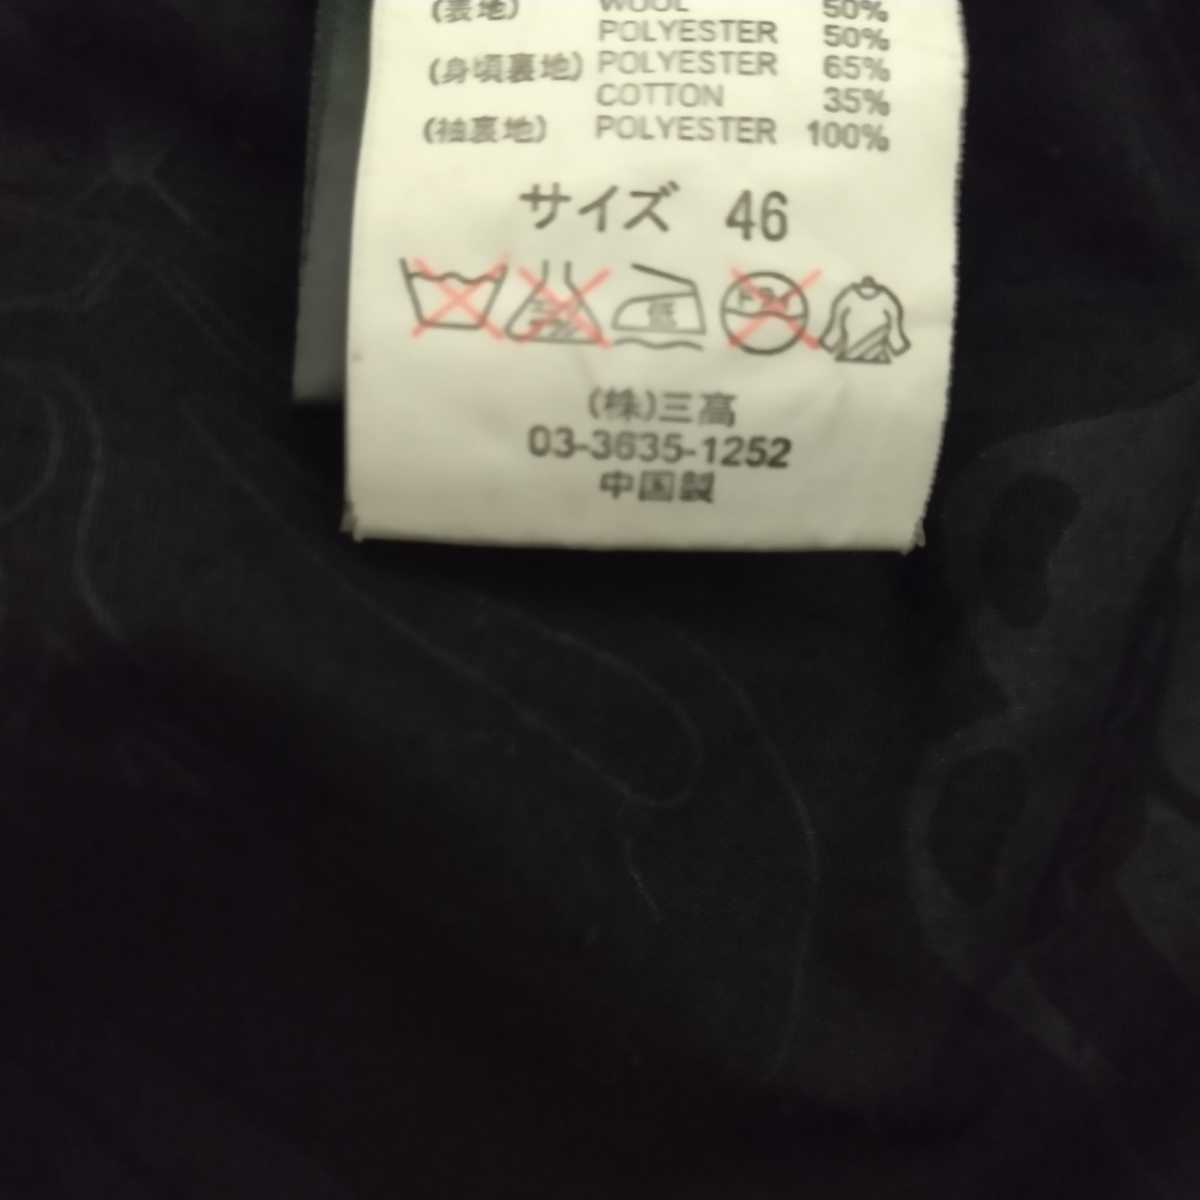 (表地) WOOL 50%
POLYESTER 50%
(身頃裏地) POLYESTER 65%
COTTON 35%
(袖裏地) POLYESTER 100%
サイズ 46
低
(株)三高
03-3635-1252
中国製